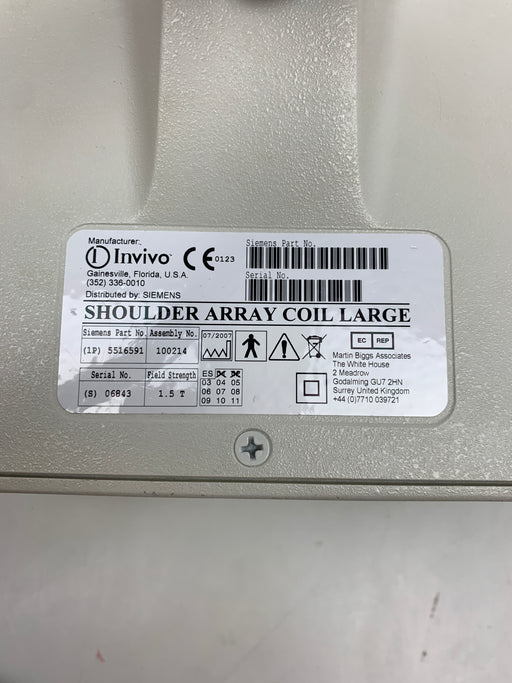 Manufacturer:
Invivo
CE 0123
Gainesville, Florida, U.S.A.
(352) 336-0010
Distributed by: SIEMENS
Siemens Part No.
Serial No.
SHOULDER ARRAY COIL LARGE
Siemens Part No. Assembly No.
(1P) 5516591 100214
Serial No. Field Strength
(S) 06843 1.5 T
07/2007
ES
03 04 05
06 07 08
09 10 11
EC REP
Martin Biggs Associates
The White House
2 Meadrow
Godalming GU7 2HN
Surrey United Kingdom
+44 (0)7710 039721